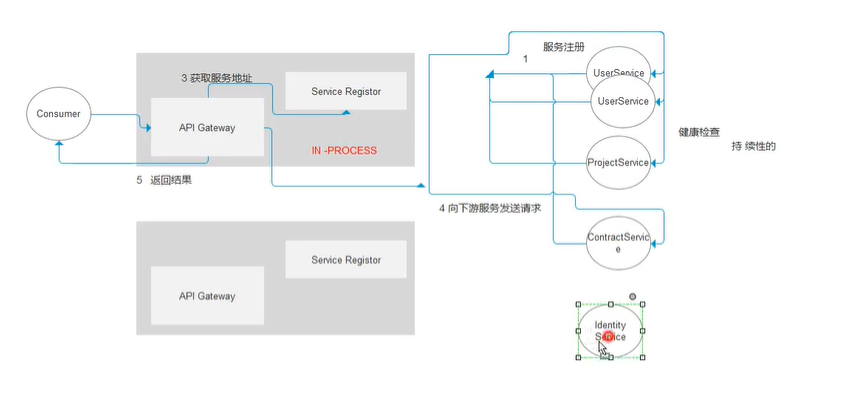 服务注册
1
3 获取服务地址
UserService
Service Registor
UserService
Consumer
API Gateway
健康检查
持 续性的
IN -PROCESS
ProjectService
5 返回结果
4 向下游服务发送请求
ContractServic
e
Service Registor
API Gateway
Identity
Service